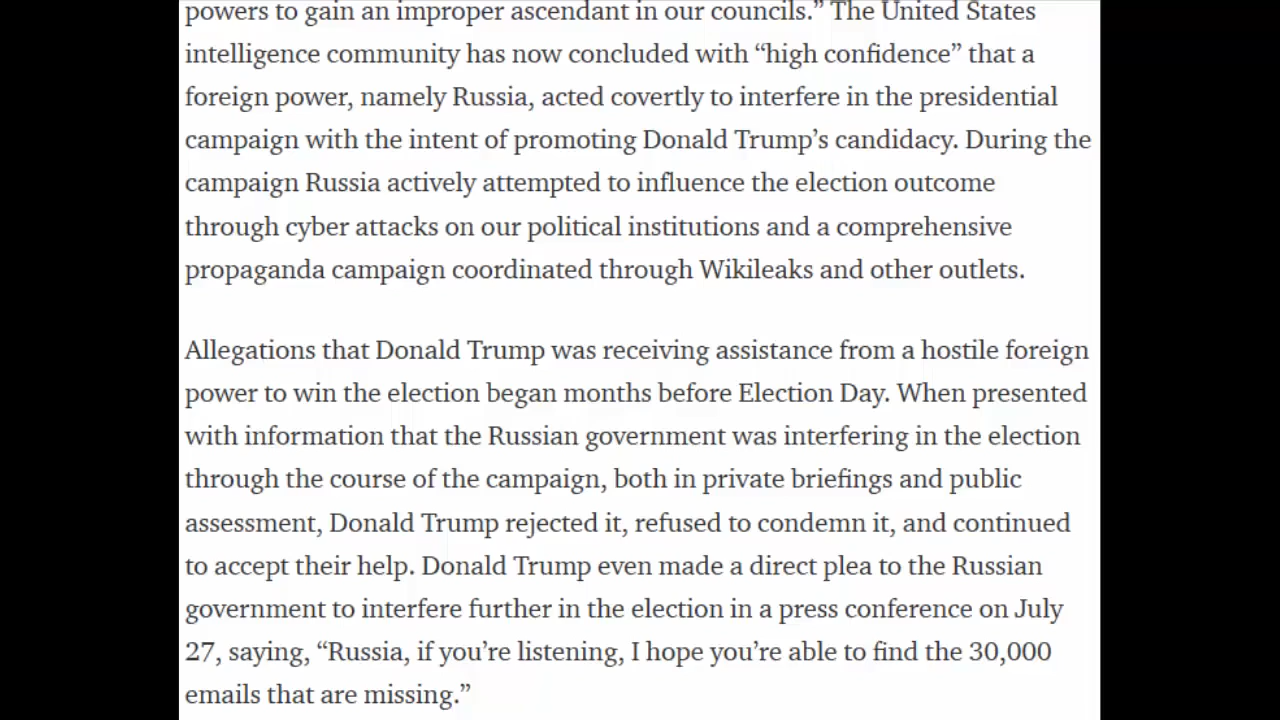 powers to gain an improper ascendant in our councils.” The United States
intelligence community has now concluded with “high confidence” that a
foreign power, namely Russia, acted covertly to interfere in the presidential
campaign with the intent of promoting Donald Trump’s candidacy. During the
campaign Russia actively attempted to influence the election outcome
through cyber attacks on our political institutions and a comprehensive
propaganda campaign coordinated through Wikileaks and other outlets.
Allegations that Donald Trump was receiving assistance from a hostile foreign
power to win the election began months before Election Day. When presented
with information that the Russian government was interfering in the election
through the course of the campaign, both in private briefings and public
assessment, Donald Trump rejected it, refused to condemn it, and continued
to accept their help. Donald Trump even made a direct plea to the Russian
government to interfere further in the election in a press conference on July
27, saying, “Russia, if you’re listening, I hope you’re able to find the 30,000
emails that are missing.”